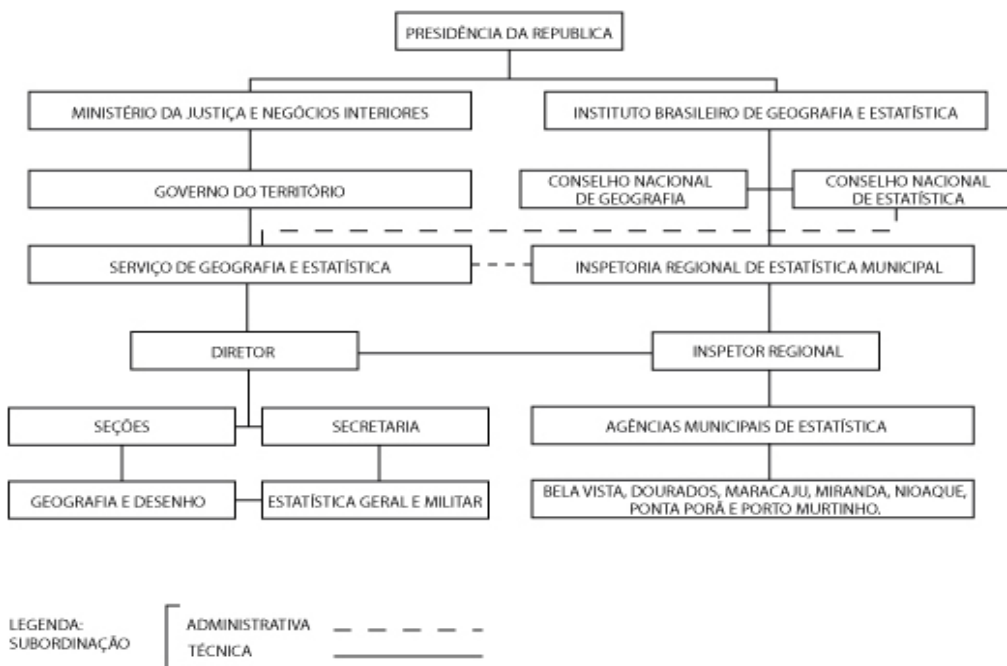 PRESIDÊNCIA DA REPUBLICA
MINISTÉRIO DA JUSTIÇA E NEGÓCIOS INTERIORES
INSTITUTO BRASILEIRO DE GEOGRAFIA E ESTATÍSTICA
GOVERNO DO TERRITÓRIO
CONSELHO NACIONAL
DE GEOGRAFIA
CONSELHO NACIONAL
DE ESTATÍSTICA
SERVIÇO DE GEOGRAFIA E ESTATÍSTICA
INSPETORIA REGIONAL DE ESTATÍSTICA MUNICIPAL
DIRETOR
INSPETOR REGIONAL
SEÇÕES
SECRETARIA
AGÊNCIAS MUNICIPAIS DE ESTATÍSTICA
GEOGRAFIA E DESENHO
ESTATÍSTICA GERAL E MILITAR
BELA VISTA, DOURADOS, MARACAJU, MIRANDA, NIOAQUE,
PONTA PORÃ E PORTO MURTINHO.
LEGENDA:
SUBORDINAÇÃO
ADMINISTRATIVA
TÉCNICA